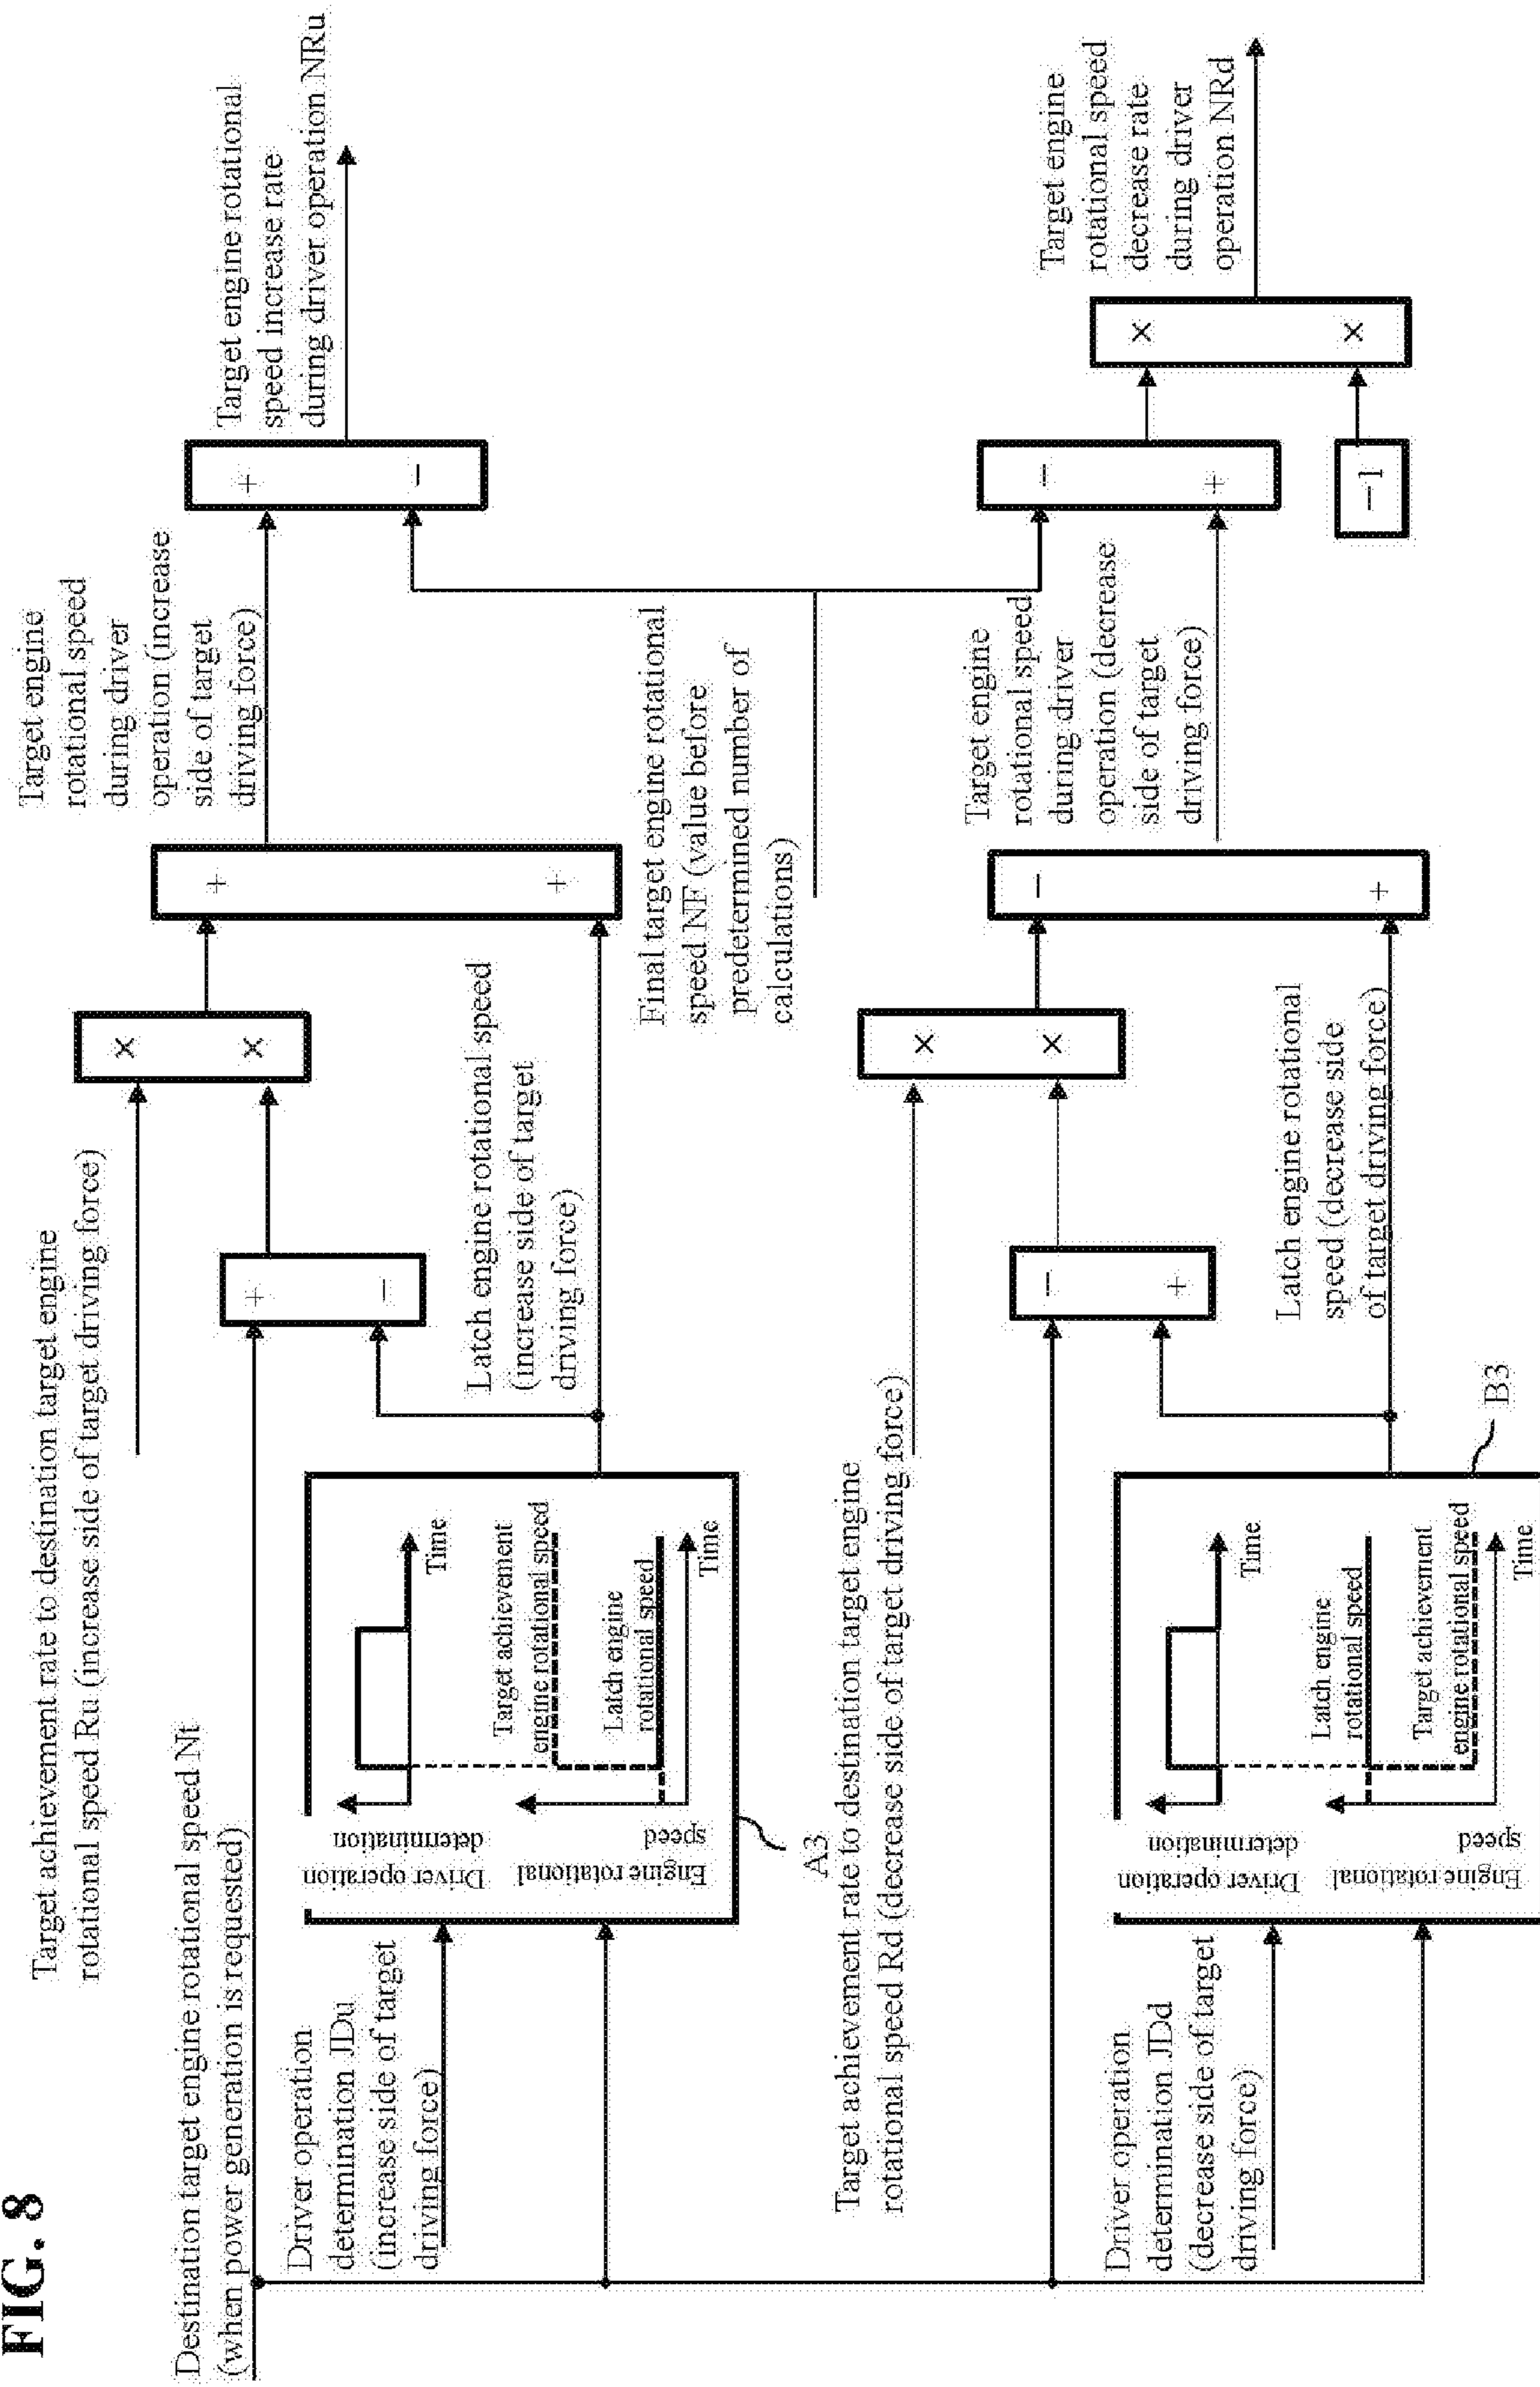 FIG. 8
Destination target engine rotational speed Nt
(when power generation is requested)
Target achievement rate to destination target engine
rotational speed Ru (increase side of target driving force)
Driver operation
determination JDu
(increase side of target
driving force)
Driver operation
determination
Time
Engine rotational
speed
Target achievement
engine rotational speed
Latch engine
rotational speed
Time
A3
+
−
×
×
Latch engine rotational speed
(increase side of target
driving force)
+
+
Target engine
rotational speed
during driver
operation (increase
side of target
driving force)
+
−
Target engine rotational
speed increase rate
during driver operation NRu
Final target engine rotational
speed NF (value before
predetermined number of
calculations)
Target achievement rate to destination target engine
rotational speed Rd (decrease side of target driving force)
Driver operation
determination JDd
(decrease side of target
driving force)
Driver operation
determination
Time
Engine rotational
speed
Latch engine
rotational speed
Target achievement
engine rotational speed
Time
B3
−
+
×
×
Latch engine rotational
speed (decrease side
of target driving force)
−
+
Target engine
rotational speed
during driver
operation (decrease
side of target
driving force)
−
+
−1
×
×
Target engine
rotational speed
decrease rate
during driver
operation NRd